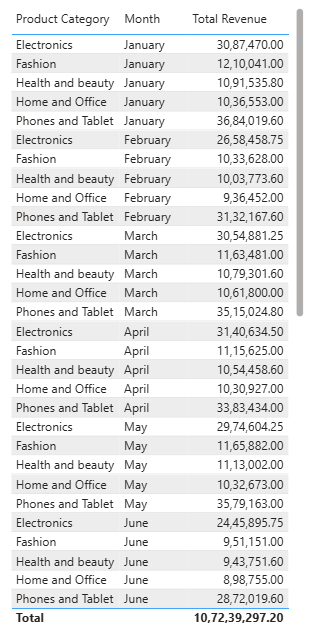 Product Category Month Total Revenue
Electronics January 30,87,470.00
Fashion January 12,10,041.00
Health and beauty January 10,91,535.80
Home and Office January 10,36,553.00
Phones and Tablet January 36,84,019.60
Electronics February 26,58,458.75
Fashion February 10,33,628.00
Health and beauty February 10,03,773.60
Home and Office February 9,36,452.00
Phones and Tablet February 31,32,167.60
Electronics March 30,54,881.25
Fashion March 11,63,481.00
Health and beauty March 10,79,301.60
Home and Office March 10,61,800.00
Phones and Tablet March 35,15,024.80
Electronics April 31,40,634.50
Fashion April 11,15,625.00
Health and beauty April 10,54,458.60
Home and Office April 10,30,927.00
Phones and Tablet April 33,83,434.00
Electronics May 29,74,604.25
Fashion May 11,65,882.00
Health and beauty May 11,13,002.00
Home and Office May 10,32,673.00
Phones and Tablet May 35,79,163.00
Electronics June 24,45,895.75
Fashion June 9,51,151.00
Health and beauty June 9,43,751.60
Home and Office June 8,98,755.00
Phones and Tablet June 28,72,019.60
Total 10,72,39,297.20